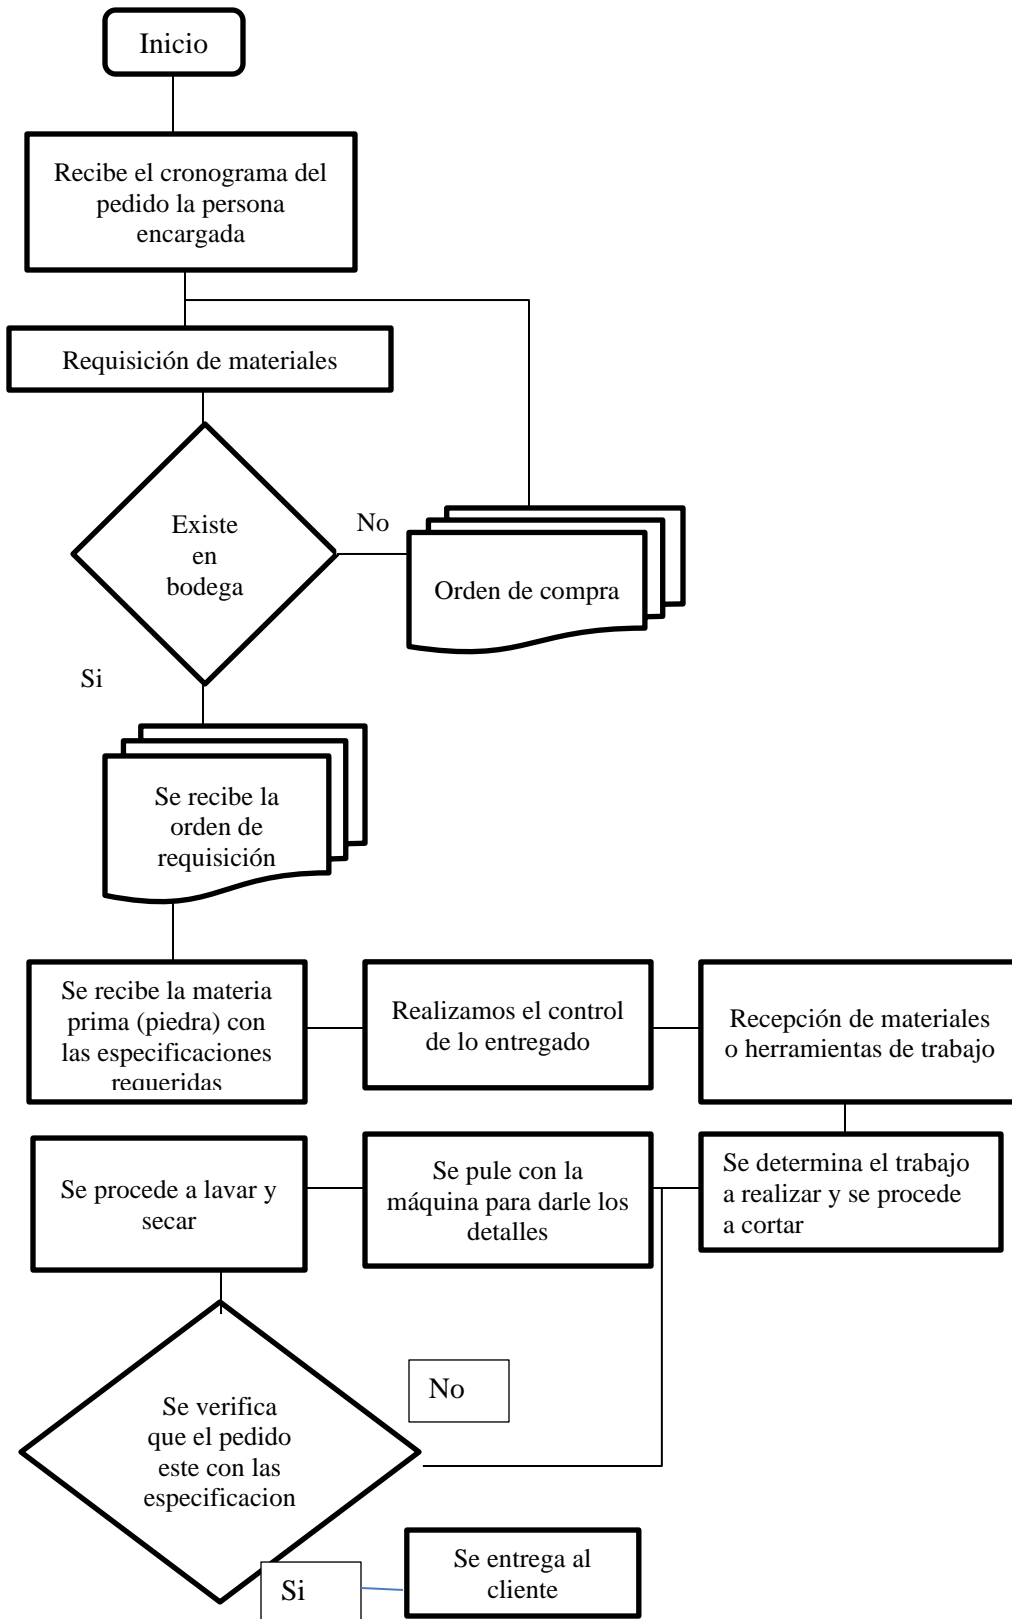 Inicio
Recibe el cronograma del
pedido la persona
encargada
Requisición de materiales
Existe
en
bodega
No
Orden de compra
Si
Se recibe la
orden de
requisición
Se recibe la materia
prima (piedra) con
las especificaciones
requeridas
Realizamos el control
de lo entregado
Recepción de materiales
o herramientas de trabajo
Se determina el trabajo
a realizar y se procede
a cortar
Se pule con la
máquina para darle los
detalles
Se procede a lavar y
secar
Se verifica
que el pedido
este con las
especificacion
No
Si
Se entrega al
cliente